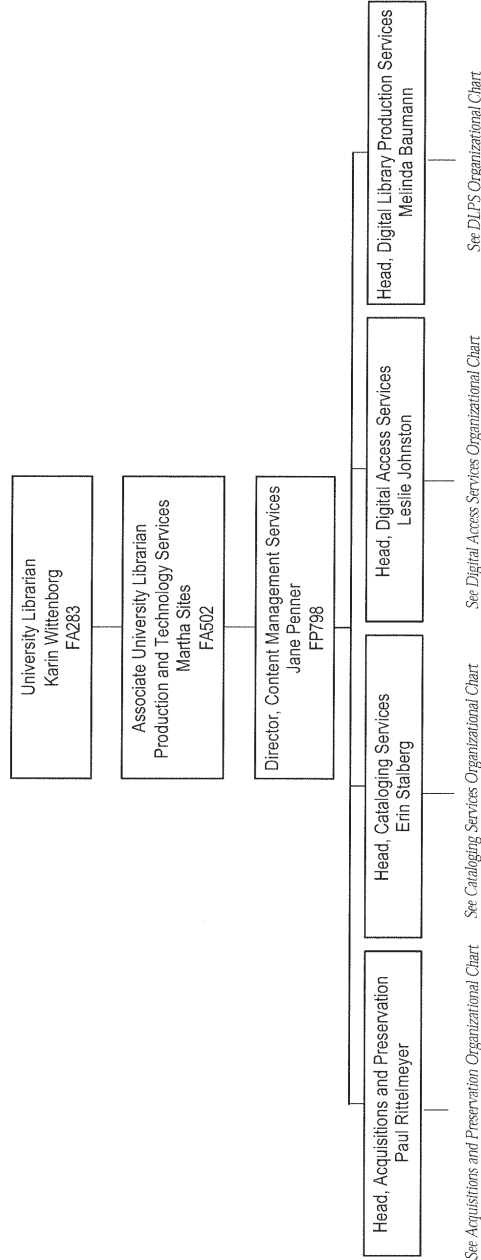 University Librarian
Karin Wittenborg
FA283
Associate University Librarian
Production and Technology Services
Martha Sites
FA502
Director, Content Management Services
Jane Penner
FP798
Head, Acquisitions and Preservation
Paul Rittelmeyer
See Acquisitions and Preservation Organizational Chart
Head, Cataloging Services
Erin Stalberg
See Cataloging Services Organizational Chart
Head, Digital Access Services
Leslie Johnston
See Digital Access Services Organizational Chart
Head, Digital Library Production Services
Melinda Baumann
See DLPS Organizational Chart